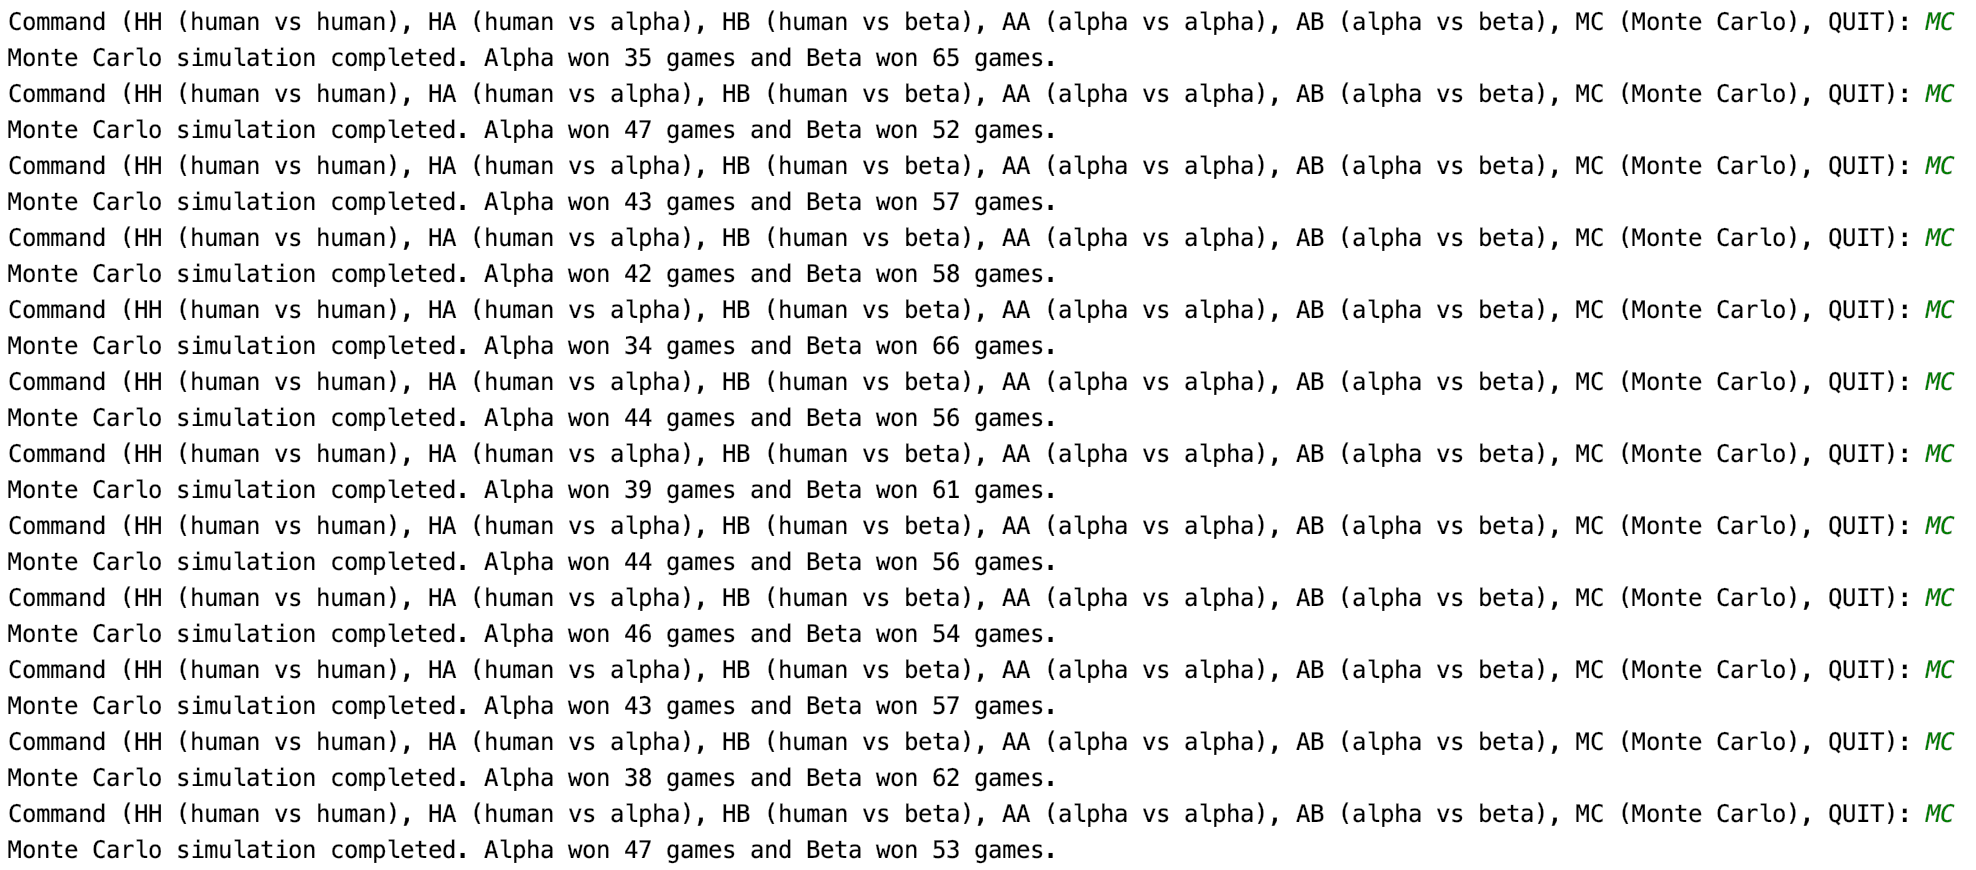 Command (HH (human vs human), HA (human vs alpha), HB (human vs beta), AA (alpha vs alpha), AB (alpha vs beta), MC (Monte Carlo), QUIT): MC
Monte Carlo simulation completed. Alpha won 35 games and Beta won 65 games.
Command (HH (human vs human), HA (human vs alpha), HB (human vs beta), AA (alpha vs alpha), AB (alpha vs beta), MC (Monte Carlo), QUIT): MC
Monte Carlo simulation completed. Alpha won 47 games and Beta won 52 games.
Command (HH (human vs human), HA (human vs alpha), HB (human vs beta), AA (alpha vs alpha), AB (alpha vs beta), MC (Monte Carlo), QUIT): MC
Monte Carlo simulation completed. Alpha won 43 games and Beta won 57 games.
Command (HH (human vs human), HA (human vs alpha), HB (human vs beta), AA (alpha vs alpha), AB (alpha vs beta), MC (Monte Carlo), QUIT): MC
Monte Carlo simulation completed. Alpha won 42 games and Beta won 58 games.
Command (HH (human vs human), HA (human vs alpha), HB (human vs beta), AA (alpha vs alpha), AB (alpha vs beta), MC (Monte Carlo), QUIT): MC
Monte Carlo simulation completed. Alpha won 34 games and Beta won 66 games.
Command (HH (human vs human), HA (human vs alpha), HB (human vs beta), AA (alpha vs alpha), AB (alpha vs beta), MC (Monte Carlo), QUIT): MC
Monte Carlo simulation completed. Alpha won 44 games and Beta won 56 games.
Command (HH (human vs human), HA (human vs alpha), HB (human vs beta), AA (alpha vs alpha), AB (alpha vs beta), MC (Monte Carlo), QUIT): MC
Monte Carlo simulation completed. Alpha won 39 games and Beta won 61 games.
Command (HH (human vs human), HA (human vs alpha), HB (human vs beta), AA (alpha vs alpha), AB (alpha vs beta), MC (Monte Carlo), QUIT): MC
Monte Carlo simulation completed. Alpha won 44 games and Beta won 56 games.
Command (HH (human vs human), HA (human vs alpha), HB (human vs beta), AA (alpha vs alpha), AB (alpha vs beta), MC (Monte Carlo), QUIT): MC
Monte Carlo simulation completed. Alpha won 46 games and Beta won 54 games.
Command (HH (human vs human), HA (human vs alpha), HB (human vs beta), AA (alpha vs alpha), AB (alpha vs beta), MC (Monte Carlo), QUIT): MC
Monte Carlo simulation completed. Alpha won 43 games and Beta won 57 games.
Command (HH (human vs human), HA (human vs alpha), HB (human vs beta), AA (alpha vs alpha), AB (alpha vs beta), MC (Monte Carlo), QUIT): MC
Monte Carlo simulation completed. Alpha won 38 games and Beta won 62 games.
Command (HH (human vs human), HA (human vs alpha), HB (human vs beta), AA (alpha vs alpha), AB (alpha vs beta), MC (Monte Carlo), QUIT): MC
Monte Carlo simulation completed. Alpha won 47 games and Beta won 53 games.